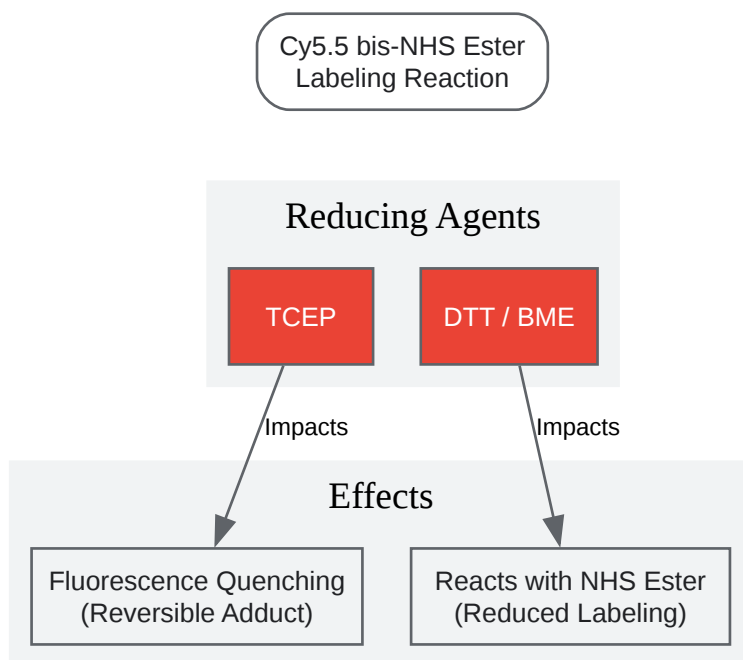 Cy5.5 bis-NHS Ester
Labeling Reaction
Reducing Agents
TCEP
DTT / BME
Impacts
Impacts
Effects
Fluorescence Quenching
(Reversible Adduct)
Reacts with NHS Ester
(Reduced Labeling)